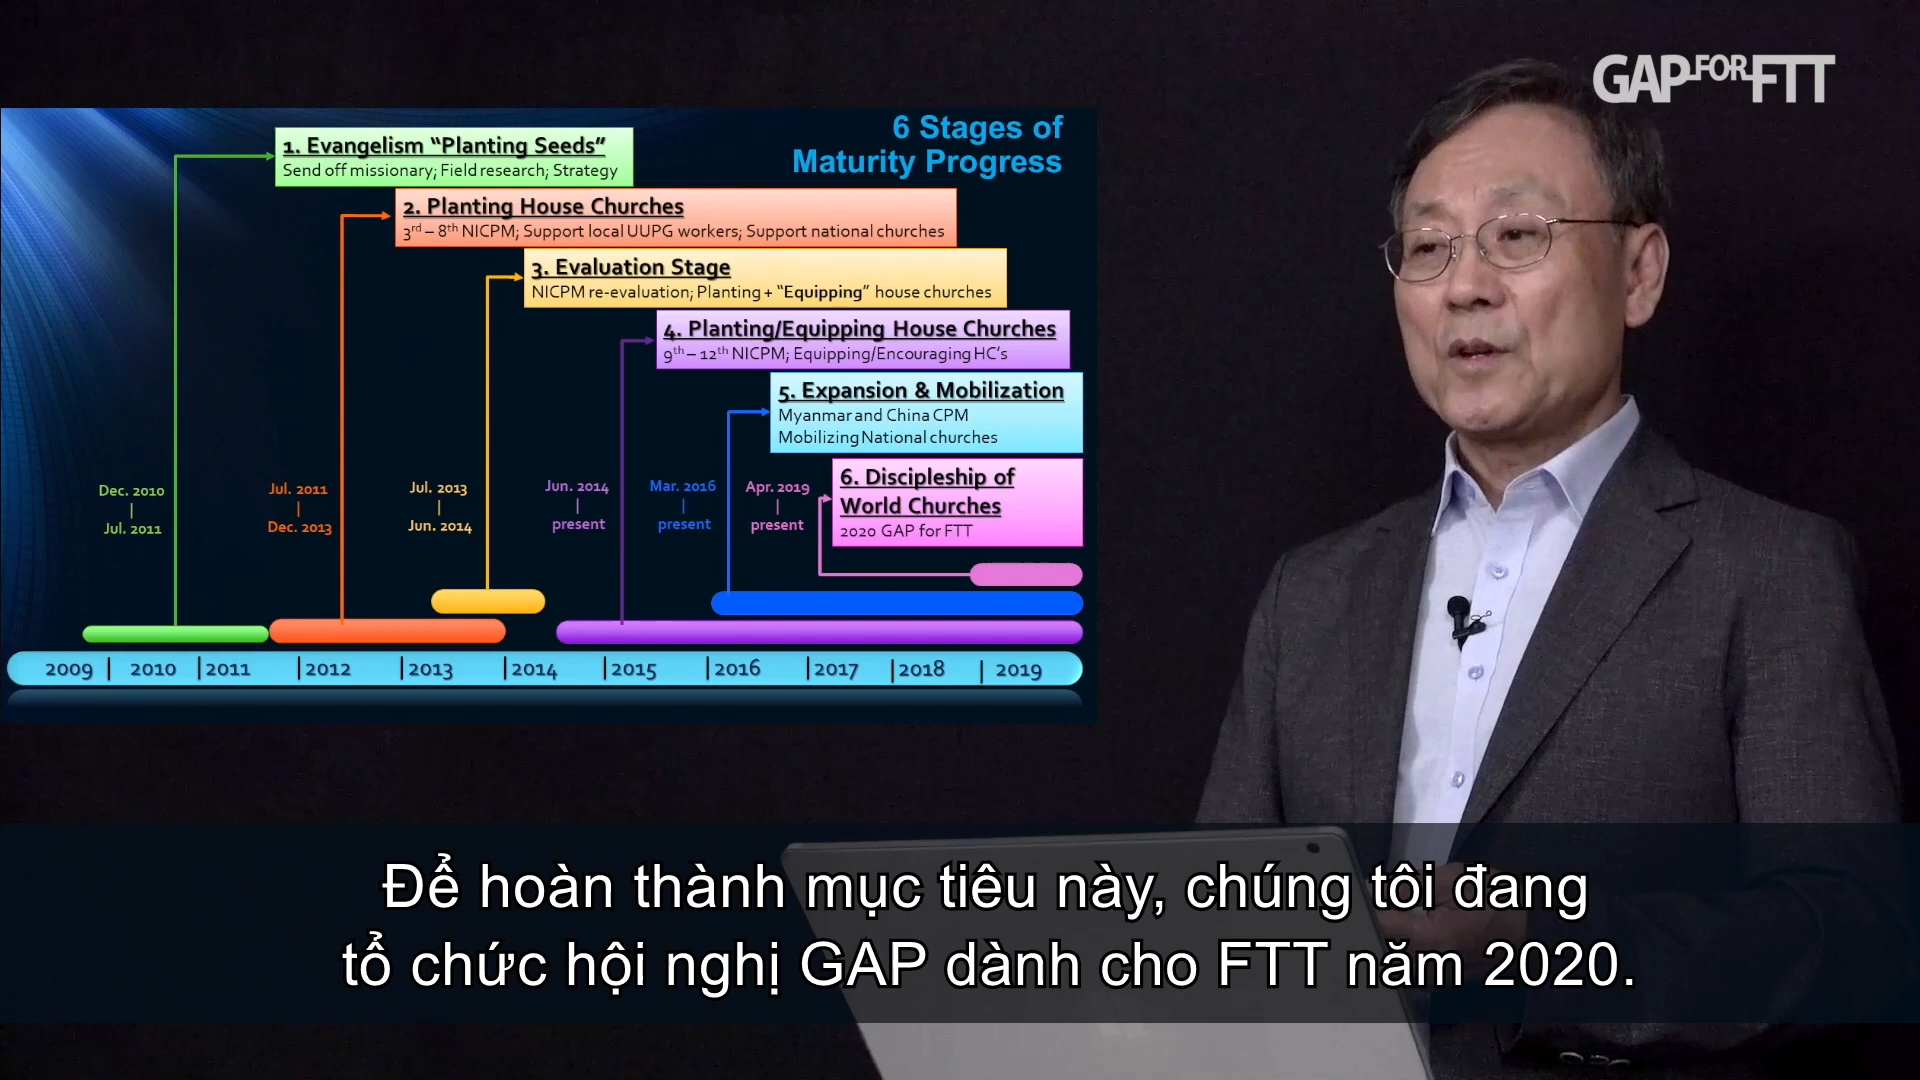 GAP FOR FTT
6 Stages of
Maturity Progress
1. Evangelism “Planting Seeds”
Send off missionary; Field research; Strategy
2. Planting House Churches
3rd – 8th NICPM; Support local UUPG workers; Support national churches
3. Evaluation Stage
NICPM re-evaluation; Planting + “Equipping” house churches
4. Planting/Equipping House Churches
9th – 12th NICPM; Equipping/Encouraging HC’s
5. Expansion & Mobilization
Myanmar and China CPM
Mobilizing National churches
6. Discipleship of
World Churches
2020 GAP for FTT
Dec. 2010
|
Jul. 2011
Jul. 2011
|
Dec. 2013
Jul. 2013
|
Jun. 2014
Jun. 2014
|
present
Mar. 2016
|
present
Apr. 2019
|
present
2009 | 2010 | 2011 | 2012 | 2013 | 2014 | 2015 | 2016 | 2017 | 2018 | 2019
Để hoàn thành mục tiêu này, chúng tôi đang
tổ chức hội nghị GAP dành cho FTT năm 2020.